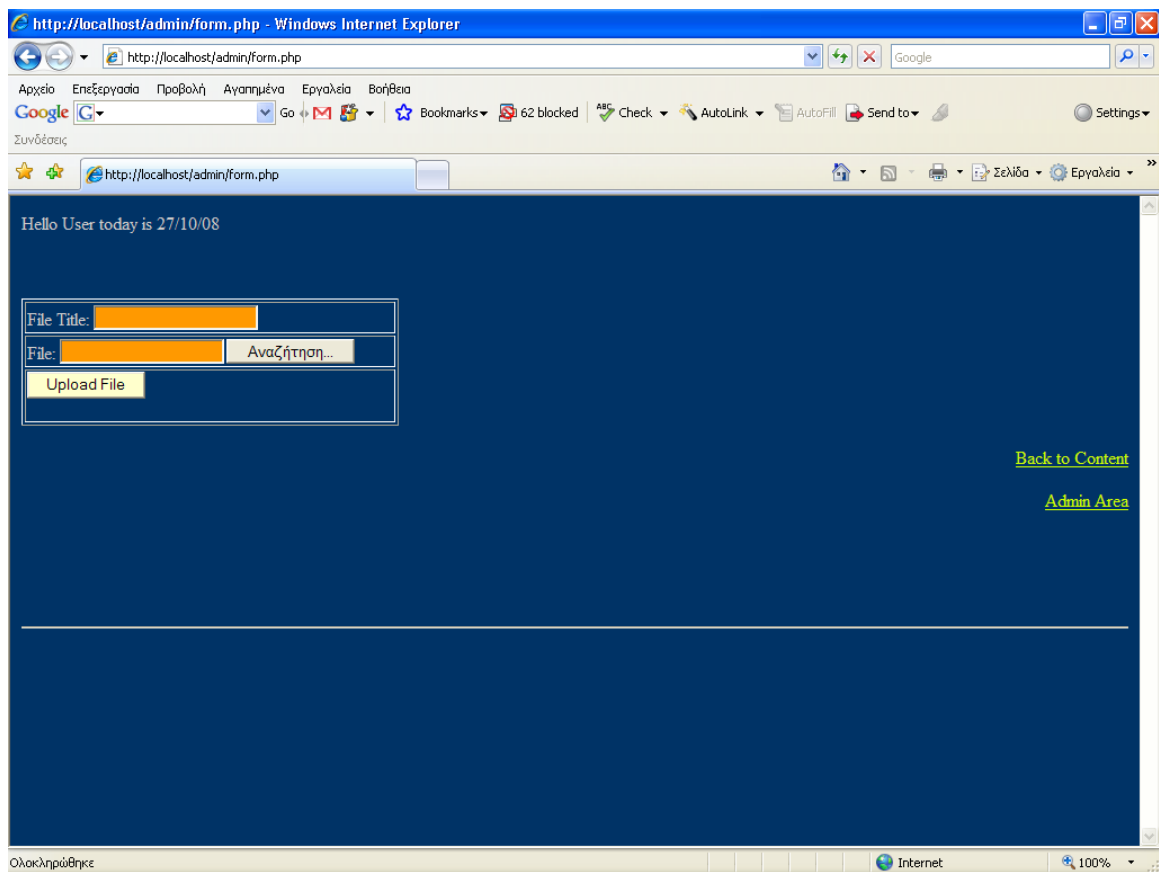 http://localhost/admin/form.php - Windows Internet Explorer
http://localhost/admin/form.php
Google
Αρχείο Επεξεργασία Προβολή Αγαπημένα Εργαλεία Βοήθεια
Google G Go Bookmarks 62 blocked ABC Check AutoLink AutoFill Send to Settings
Συνδέσεις
http://localhost/admin/form.php Σελίδα Εργαλεία »
Hello User today is 27/10/08
File Title:
File: Αναζήτηση...
Upload File
Back to Content
Admin Area
Ολοκληρώθηκε Internet 100%